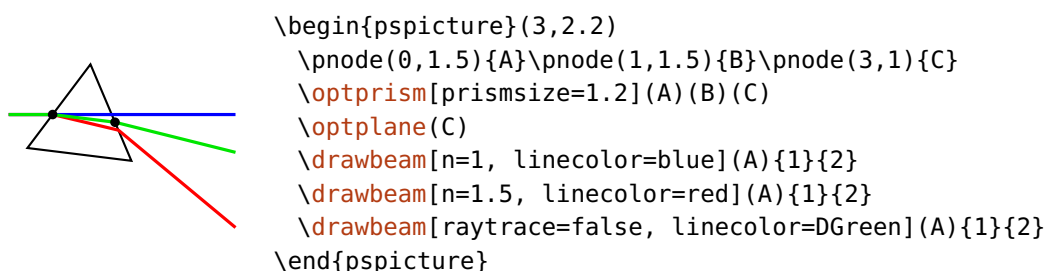 \begin{pspicture}(3,2.2)
  \pnode(0,1.5){A}\pnode(1,1.5){B}\pnode(3,1){C}
  \optprism[prismsize=1.2](A)(B)(C)
  \optplane(C)
  \drawbeam[n=1, linecolor=blue](A){1}{2}
  \drawbeam[n=1.5, linecolor=red](A){1}{2}
  \drawbeam[raytrace=false, linecolor=DGreen](A){1}{2}
\end{pspicture}